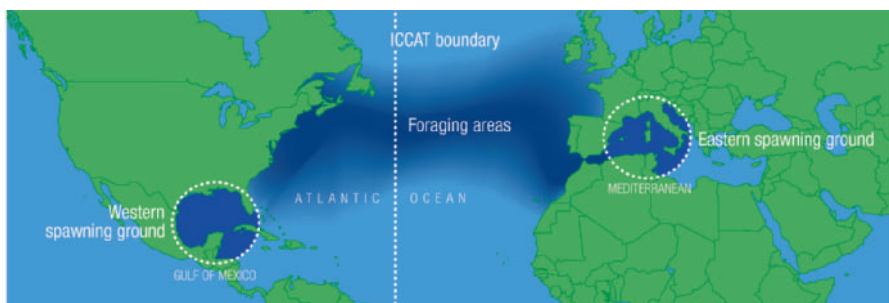 ICCAT boundary
Foraging areas
Eastern spawning ground
MEDITERRANEAN
ATLANTIC OCEAN
Western
spawning ground
GULF OF MEXICO